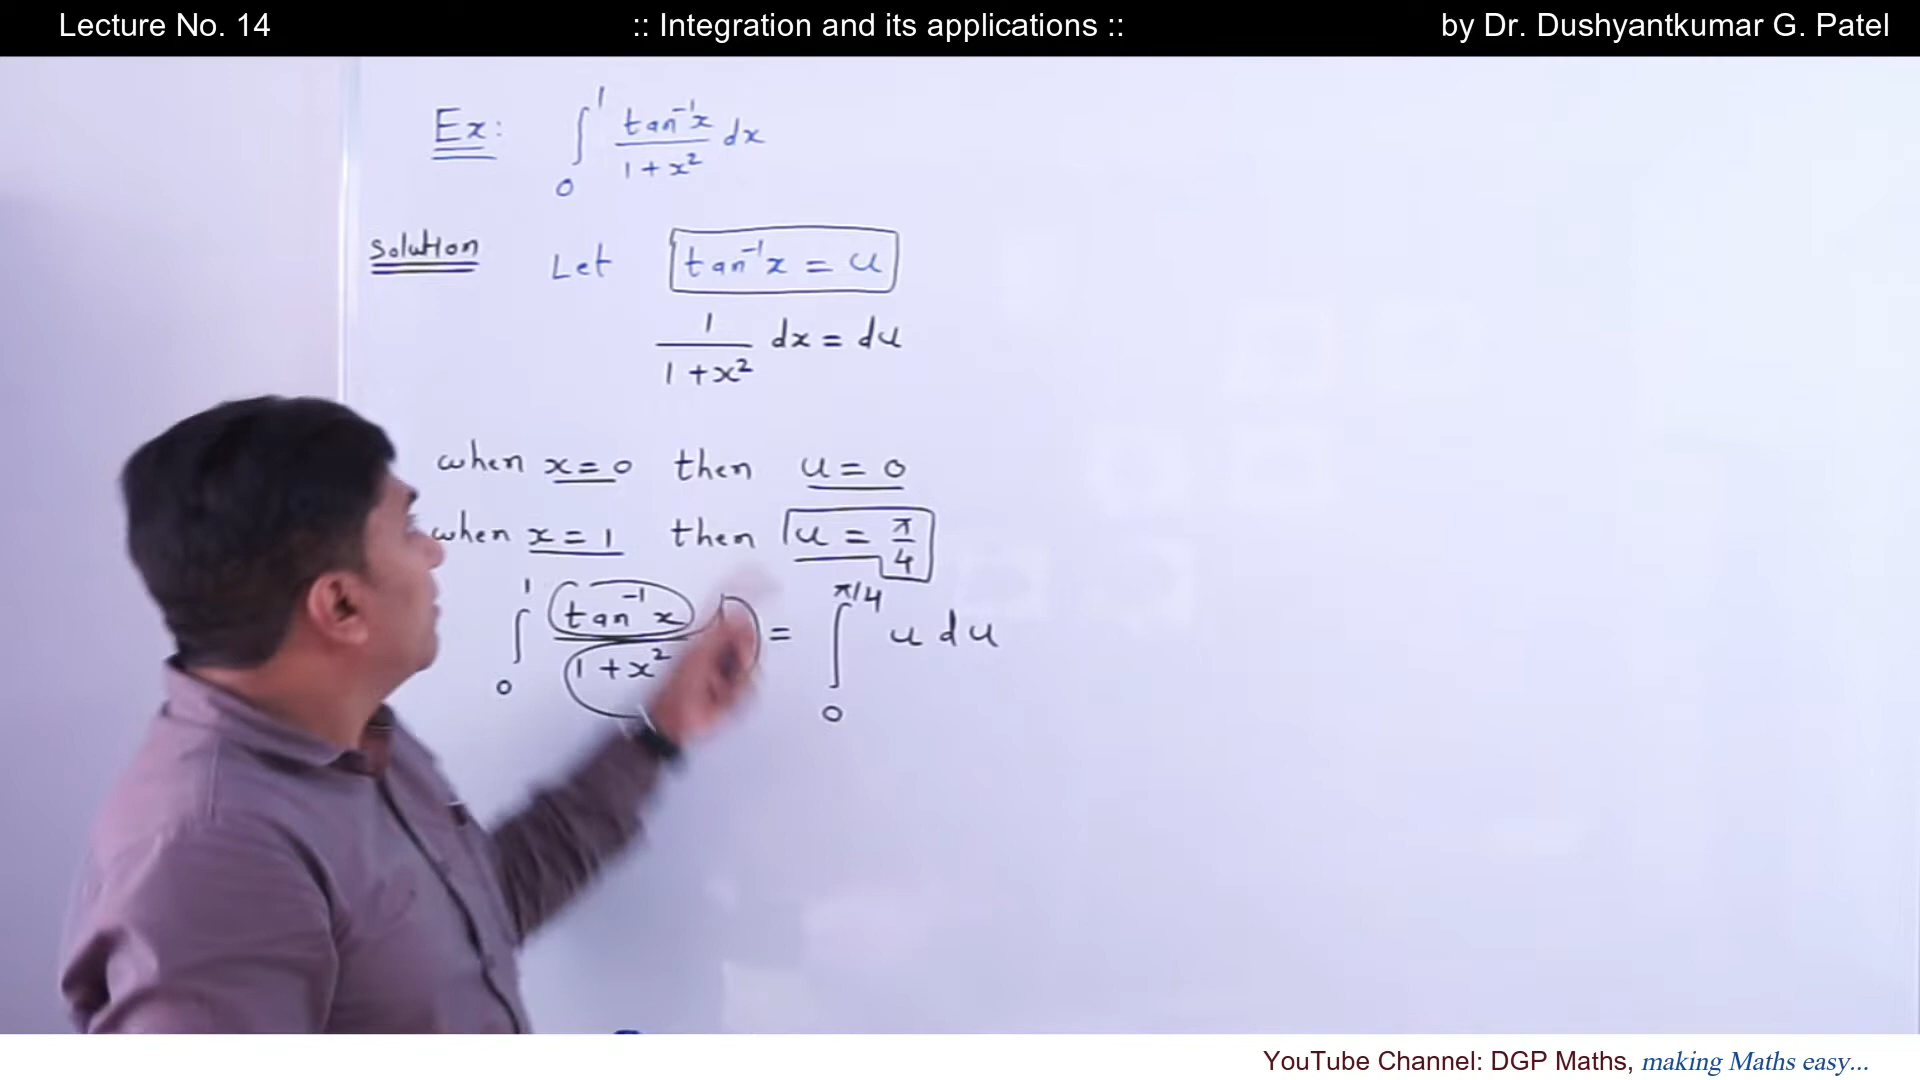 Lecture No. 14 :: Integration and its applications :: by Dr. Dushyantkumar G. Patel
Ex: ∫₀¹ tan⁻¹x / 1+x² dx
Solution Let tan⁻¹x = u
1 / 1+x² dx = du
when x=0 then u = 0
when x=1 then u = π/4
∫₀¹ tan⁻¹x / 1+x² = ∫₀^π/4 u du
YouTube Channel: DGP Maths, making Maths easy...